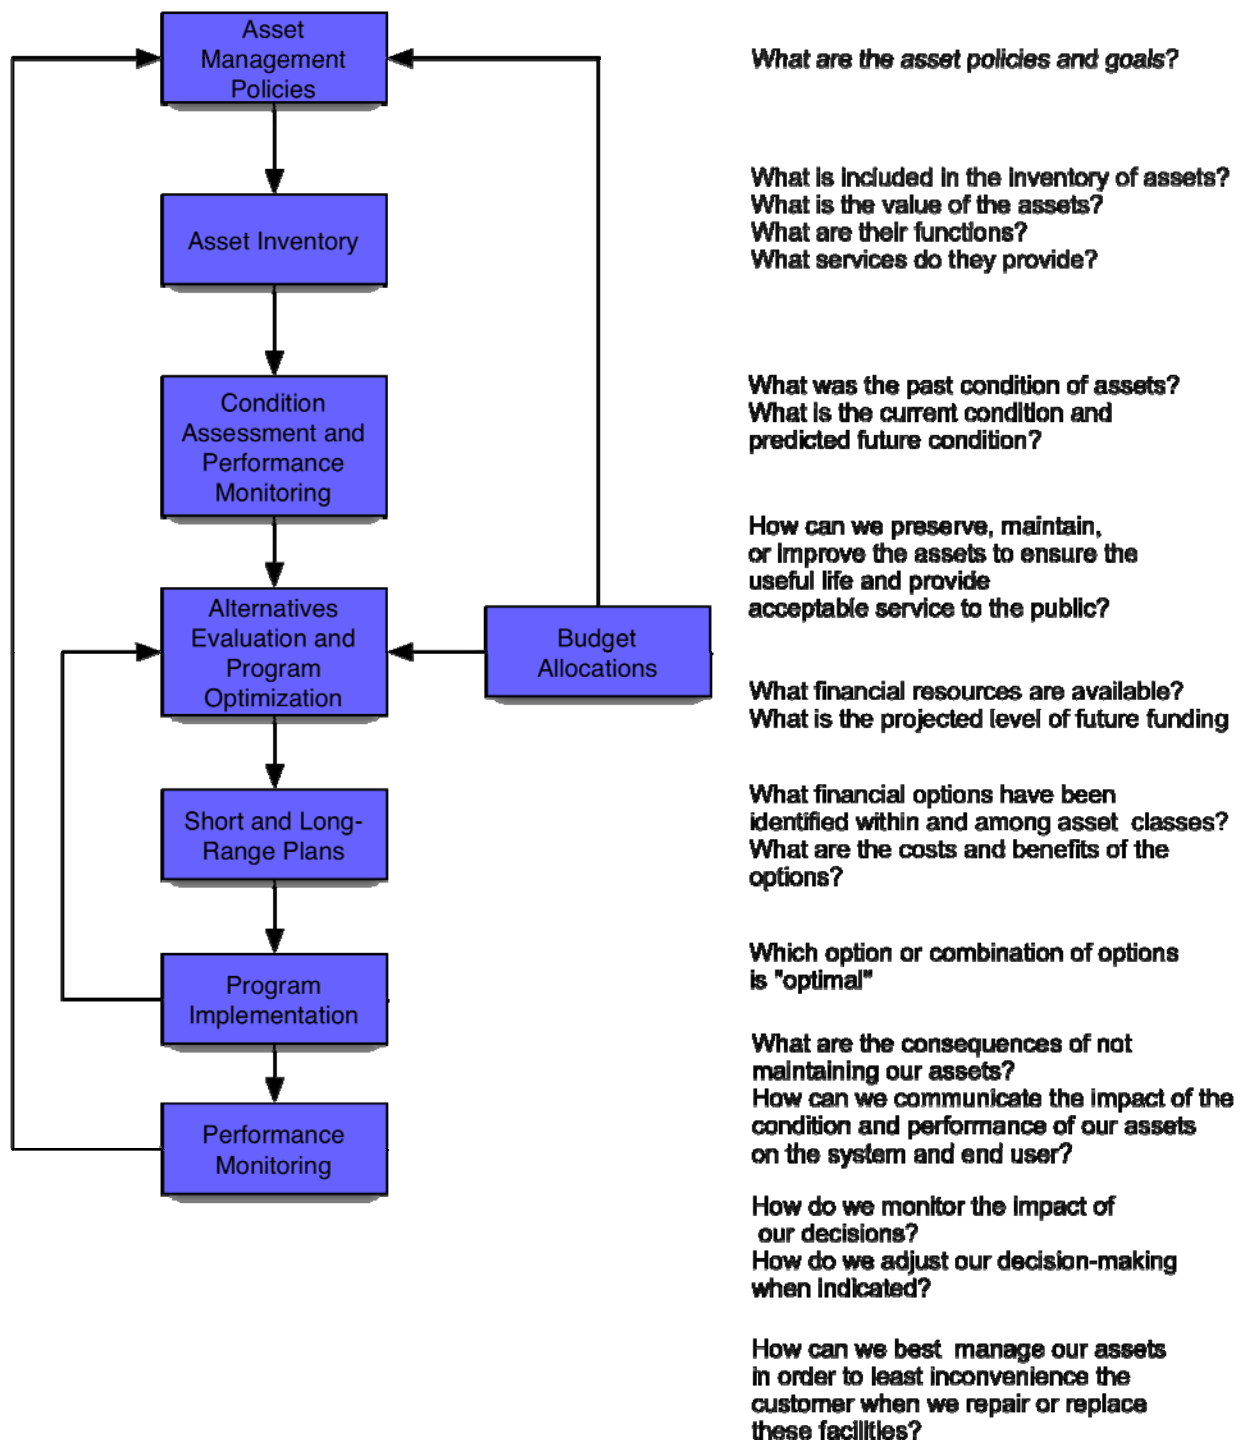 Asset
Management
Policies
What are the asset policies and goals?
Asset Inventory
What is included in the inventory of assets?
What is the value of the assets?
What are their functions?
What services do they provide?
Condition
Assessment and
Performance
Monitoring
What was the past condition of assets?
What is the current condition and
predicted future condition?
How can we preserve, maintain,
or improve the assets to ensure the
useful life and provide
acceptable service to the public?
Alternatives
Evaluation and
Program
Optimization
Budget
Allocations
What financial resources are available?
What is the projected level of future funding
Short and Long-
Range Plans
What financial options have been
identified within and among asset classes?
What are the costs and benefits of the
options?
Program
Implementation
Which option or combination of options
is "optimal"
What are the consequences of not
maintaining our assets?
How can we communicate the impact of the
condition and performance of our assets
on the system and end user?
Performance
Monitoring
How do we monitor the impact of
our decisions?
How do we adjust our decision-making
when indicated?
How can we best manage our assets
in order to least inconvenience the
customer when we repair or replace
these facilities?